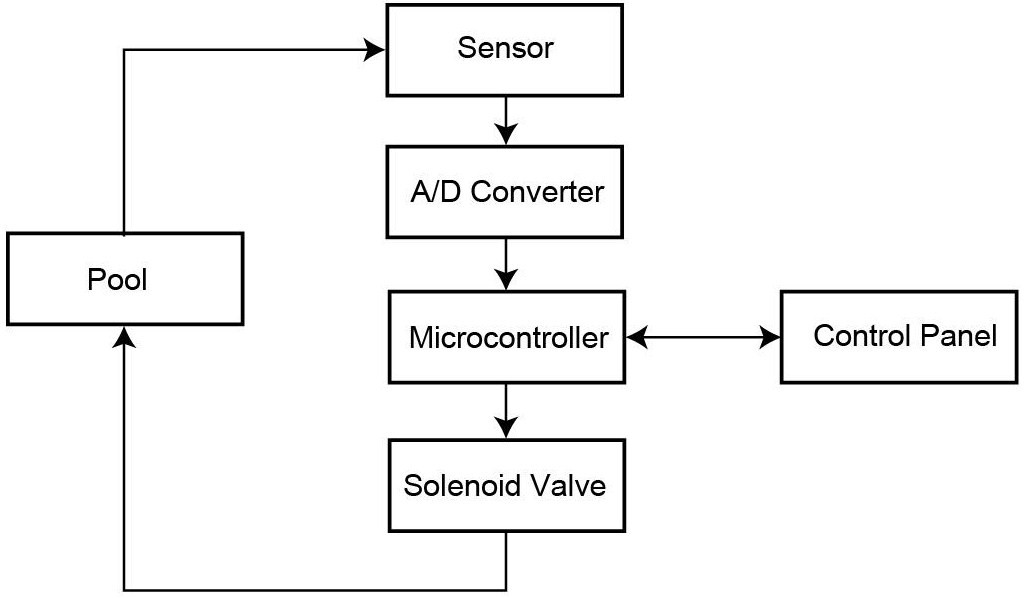 Sensor
A/D Converter
Pool
Microcontroller
Control Panel
Solenoid Valve